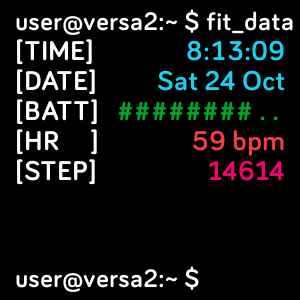 user@versa2:~ $ fit_data
[TIME] 8:13:09
[DATE] Sat 24 Oct
[BATT] ########..
[HR ] 59 bpm
[STEP] 14614
user@versa2:~ $